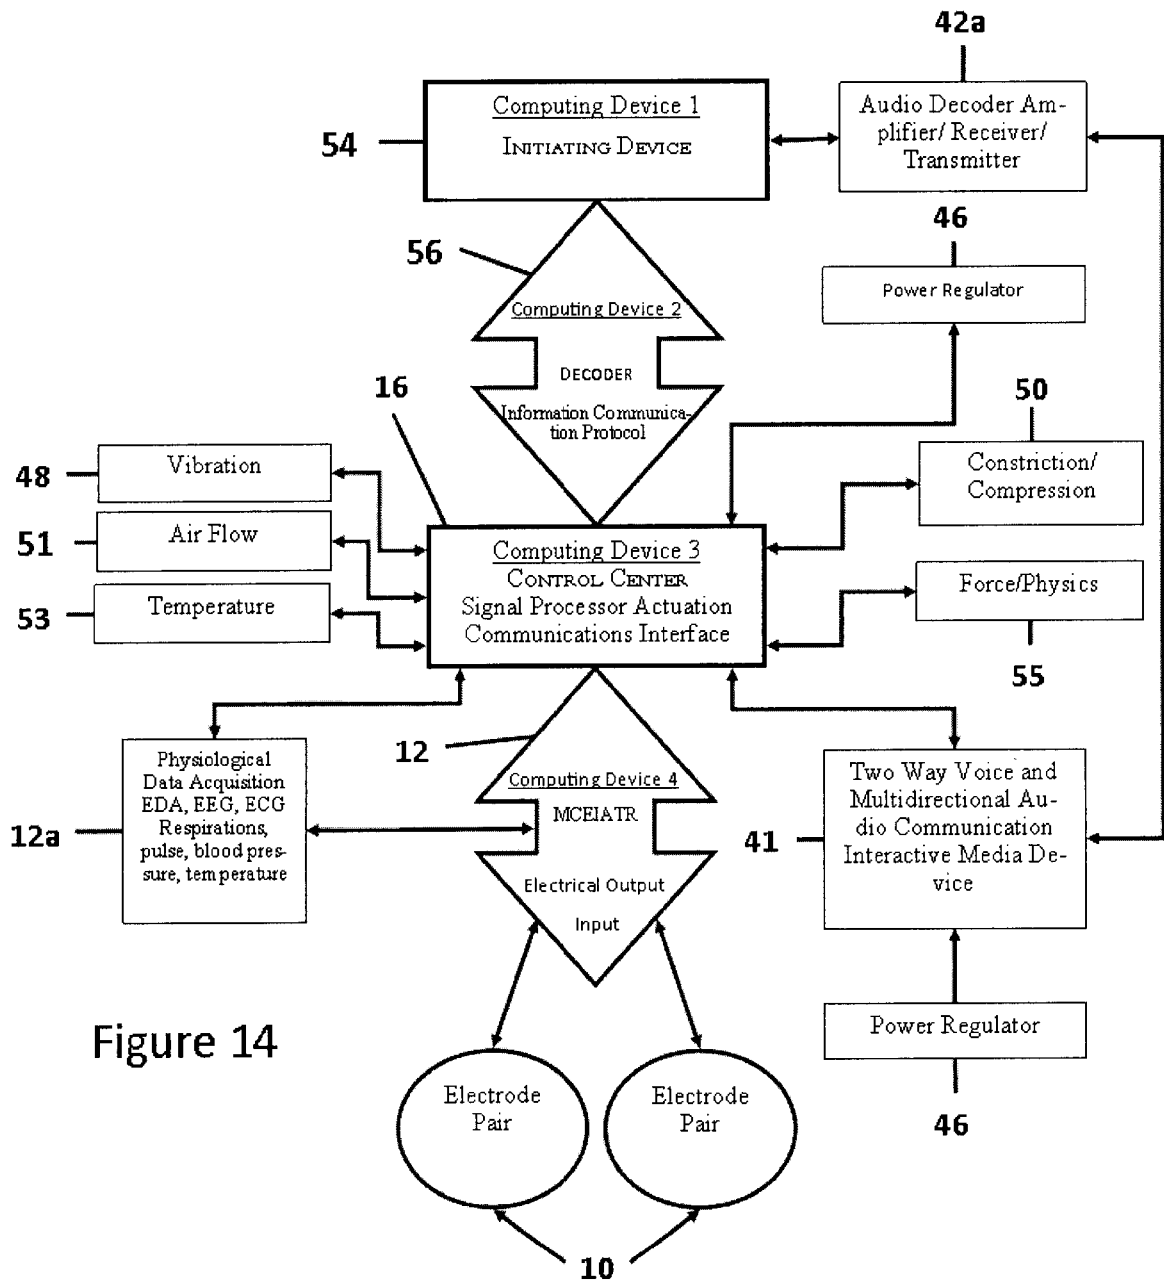 42a
Computing Device 1
INITIATING DEVICE
54
Audio Decoder Am-
plifier/ Receiver/
Transmitter
46
Power Regulator
56
Computing Device 2
DECODER
Information Communica-
tion Protocol
16
50
48
Vibration
Constriction/
Compression
51
Air Flow
Computing Device 3
CONTROL CENTER
Signal Processor Actuation
Communications Interface
53
Temperature
Force/Physics
55
12
12a
Physiological
Data Acquisition
EDA, EEG, ECG
Respirations,
pulse, blood pres-
sure, temperature
Computing Device 4
MCEIATR
Electrical Output
Input
41
Two Way Voice and
Multidirectional Au-
dio Communication
Interactive Media De-
vice
Figure 14
Power Regulator
46
Electrode
Pair
Electrode
Pair
10